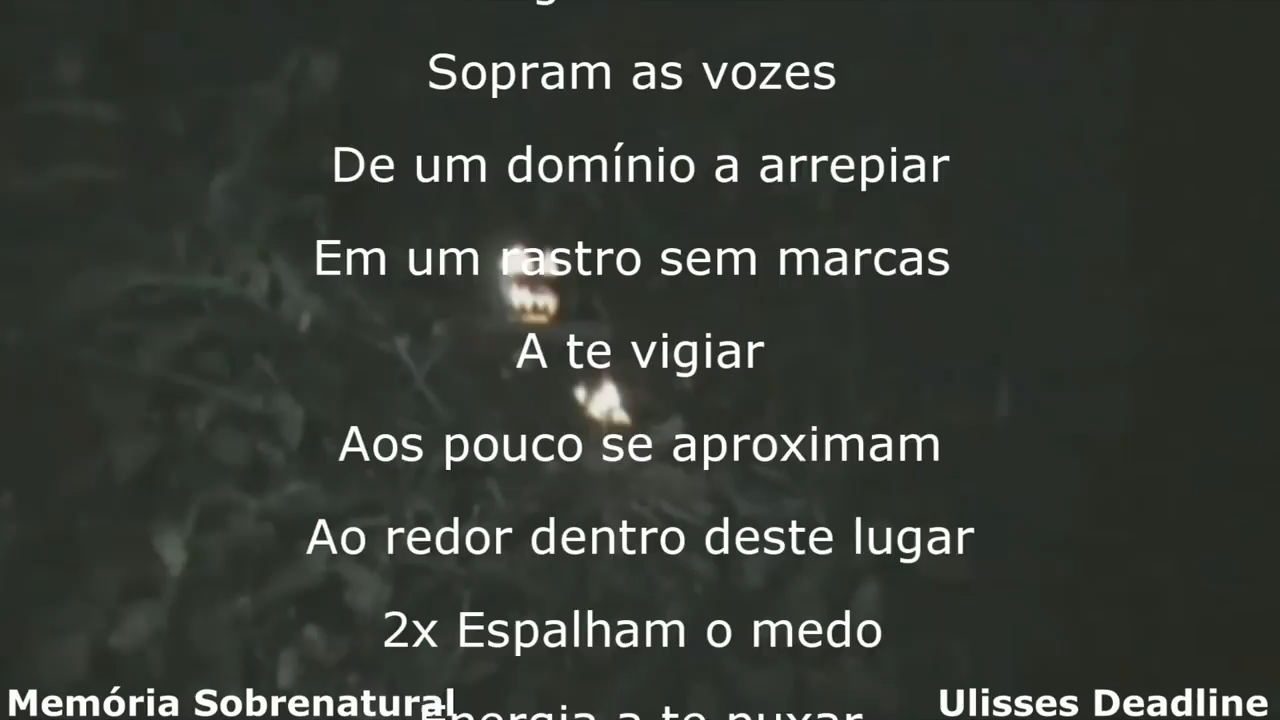 Sopram as vozes
De um domínio a arrepiar
Em um rastro sem marcas
A te vigiar
Aos pouco se aproximam
Ao redor dentro deste lugar
2x Espalham o medo
Memória Sobrenatural
Ulisses Deadline
Energia a te puxar